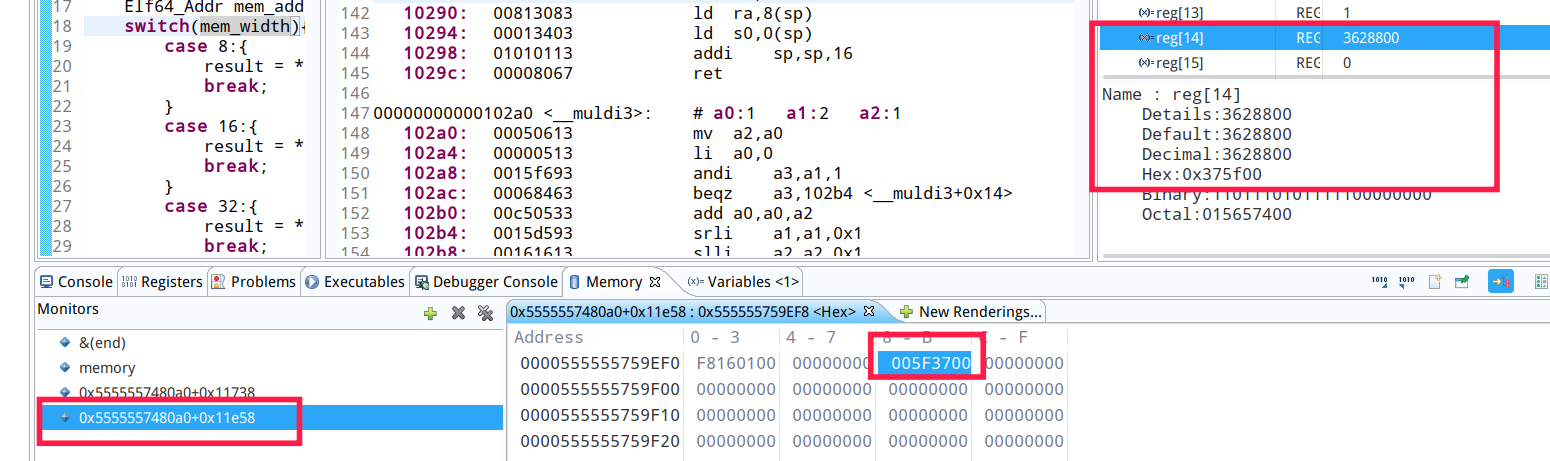 17 Elf64_Addr mem_add
18 switch(mem_width){
19 case 8:{
20 result = *
21 break;
22 }
23 case 16:{
24 result = *
25 break;
26 }
27 case 32:{
28 result = *
29 break;
142 10290: 00813083 ld ra,8(sp)
143 10294: 00013403 ld s0,0(sp)
144 10298: 01010113 addi sp,sp,16
145 1029c: 00008067 ret
146
147 00000000000102a0 <__muldi3>: # a0:1 a1:2 a2:1
148 102a0: 00050613 mv a2,a0
149 102a4: 00000513 li a0,0
150 102a8: 0015f693 andi a3,a1,1
151 102ac: 00068463 beqz a3,102b4 <__muldi3+0x14>
152 102b0: 00c50533 add a0,a0,a2
153 102b4: 0015d593 srli a1,a1,0x1
154 102b8: 00161613 slli a2,a2,0x1
(x)= reg[13] REG 1
(x)= reg[14] REG 3628800
(x)= reg[15] REG 0
Name : reg[14]
Details:3628800
Default:3628800
Decimal:3628800
Hex:0x375f00
Binary:1101110101111100000000
Octal:015657400
Console Registers Problems Executables Debugger Console Memory (x)= Variables <1>
Monitors
&(end)
memory
0x5555557480a0+0x11738
0x5555557480a0+0x11e58
0x5555557480a0+0x11e58 : 0x555555759EF8 <Hex> New Renderings...
Address 0 - 3 4 - 7 8 - B C - F
0000555555759EF0 F8160100 00000000 005F3700 00000000
0000555555759F00 00000000 00000000 00000000 00000000
0000555555759F10 00000000 00000000 00000000 00000000
0000555555759F20 00000000 00000000 00000000 00000000